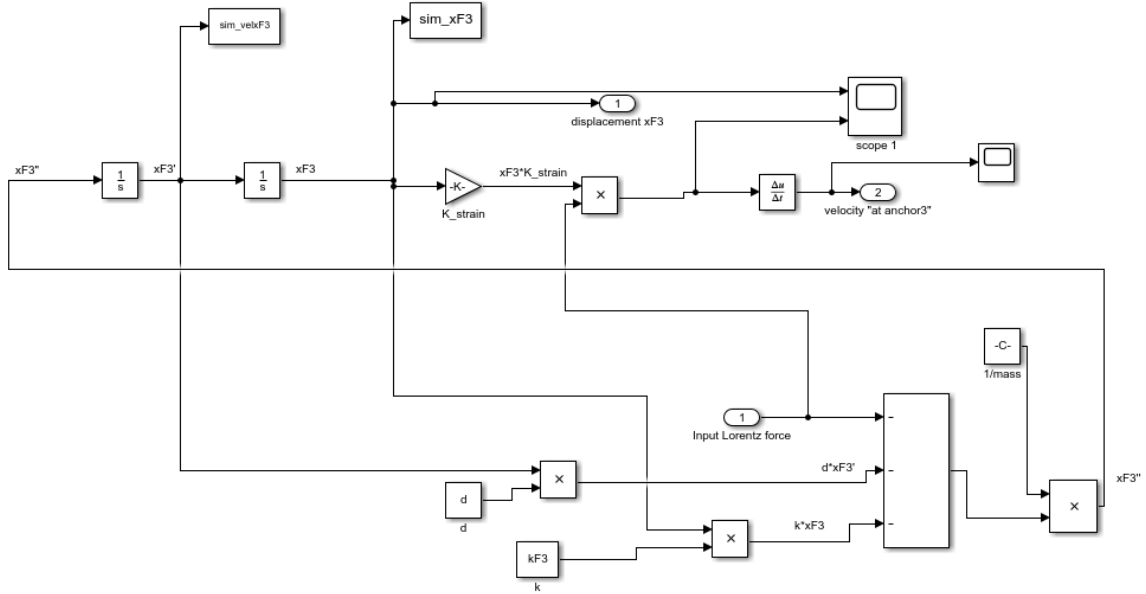 sim_velxF3
sim_xF3
1
displacement xF3
scope 1
xF3"
1
s
xF3'
1
s
xF3
-K-
K_strain
xF3*K_strain
×
Δu
Δt
2
velocity "at anchor3"
-C-
1/mass
1
Input Lorentz force
-
d*xF3'
-
k*xF3
-
×
xF3"
d
d
×
kF3
k
×